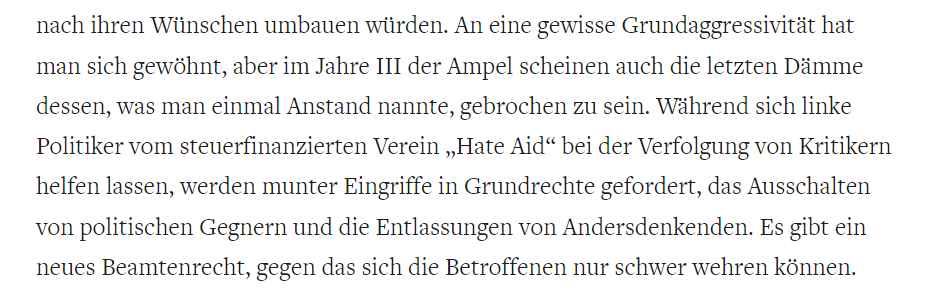 nach ihren Wünschen umbauen würden. An eine gewisse Grundaggressivität hat
man sich gewöhnt, aber im Jahre III der Ampel scheinen auch die letzten Dämme
dessen, was man einmal Anstand nannte, gebrochen zu sein. Während sich linke
Politiker vom steuerfinanzierten Verein „Hate Aid“ bei der Verfolgung von Kritikern
helfen lassen, werden munter Eingriffe in Grundrechte gefordert, das Ausschalten
von politischen Gegnern und die Entlassungen von Andersdenkenden. Es gibt ein
neues Beamtenrecht, gegen das sich die Betroffenen nur schwer wehren können.